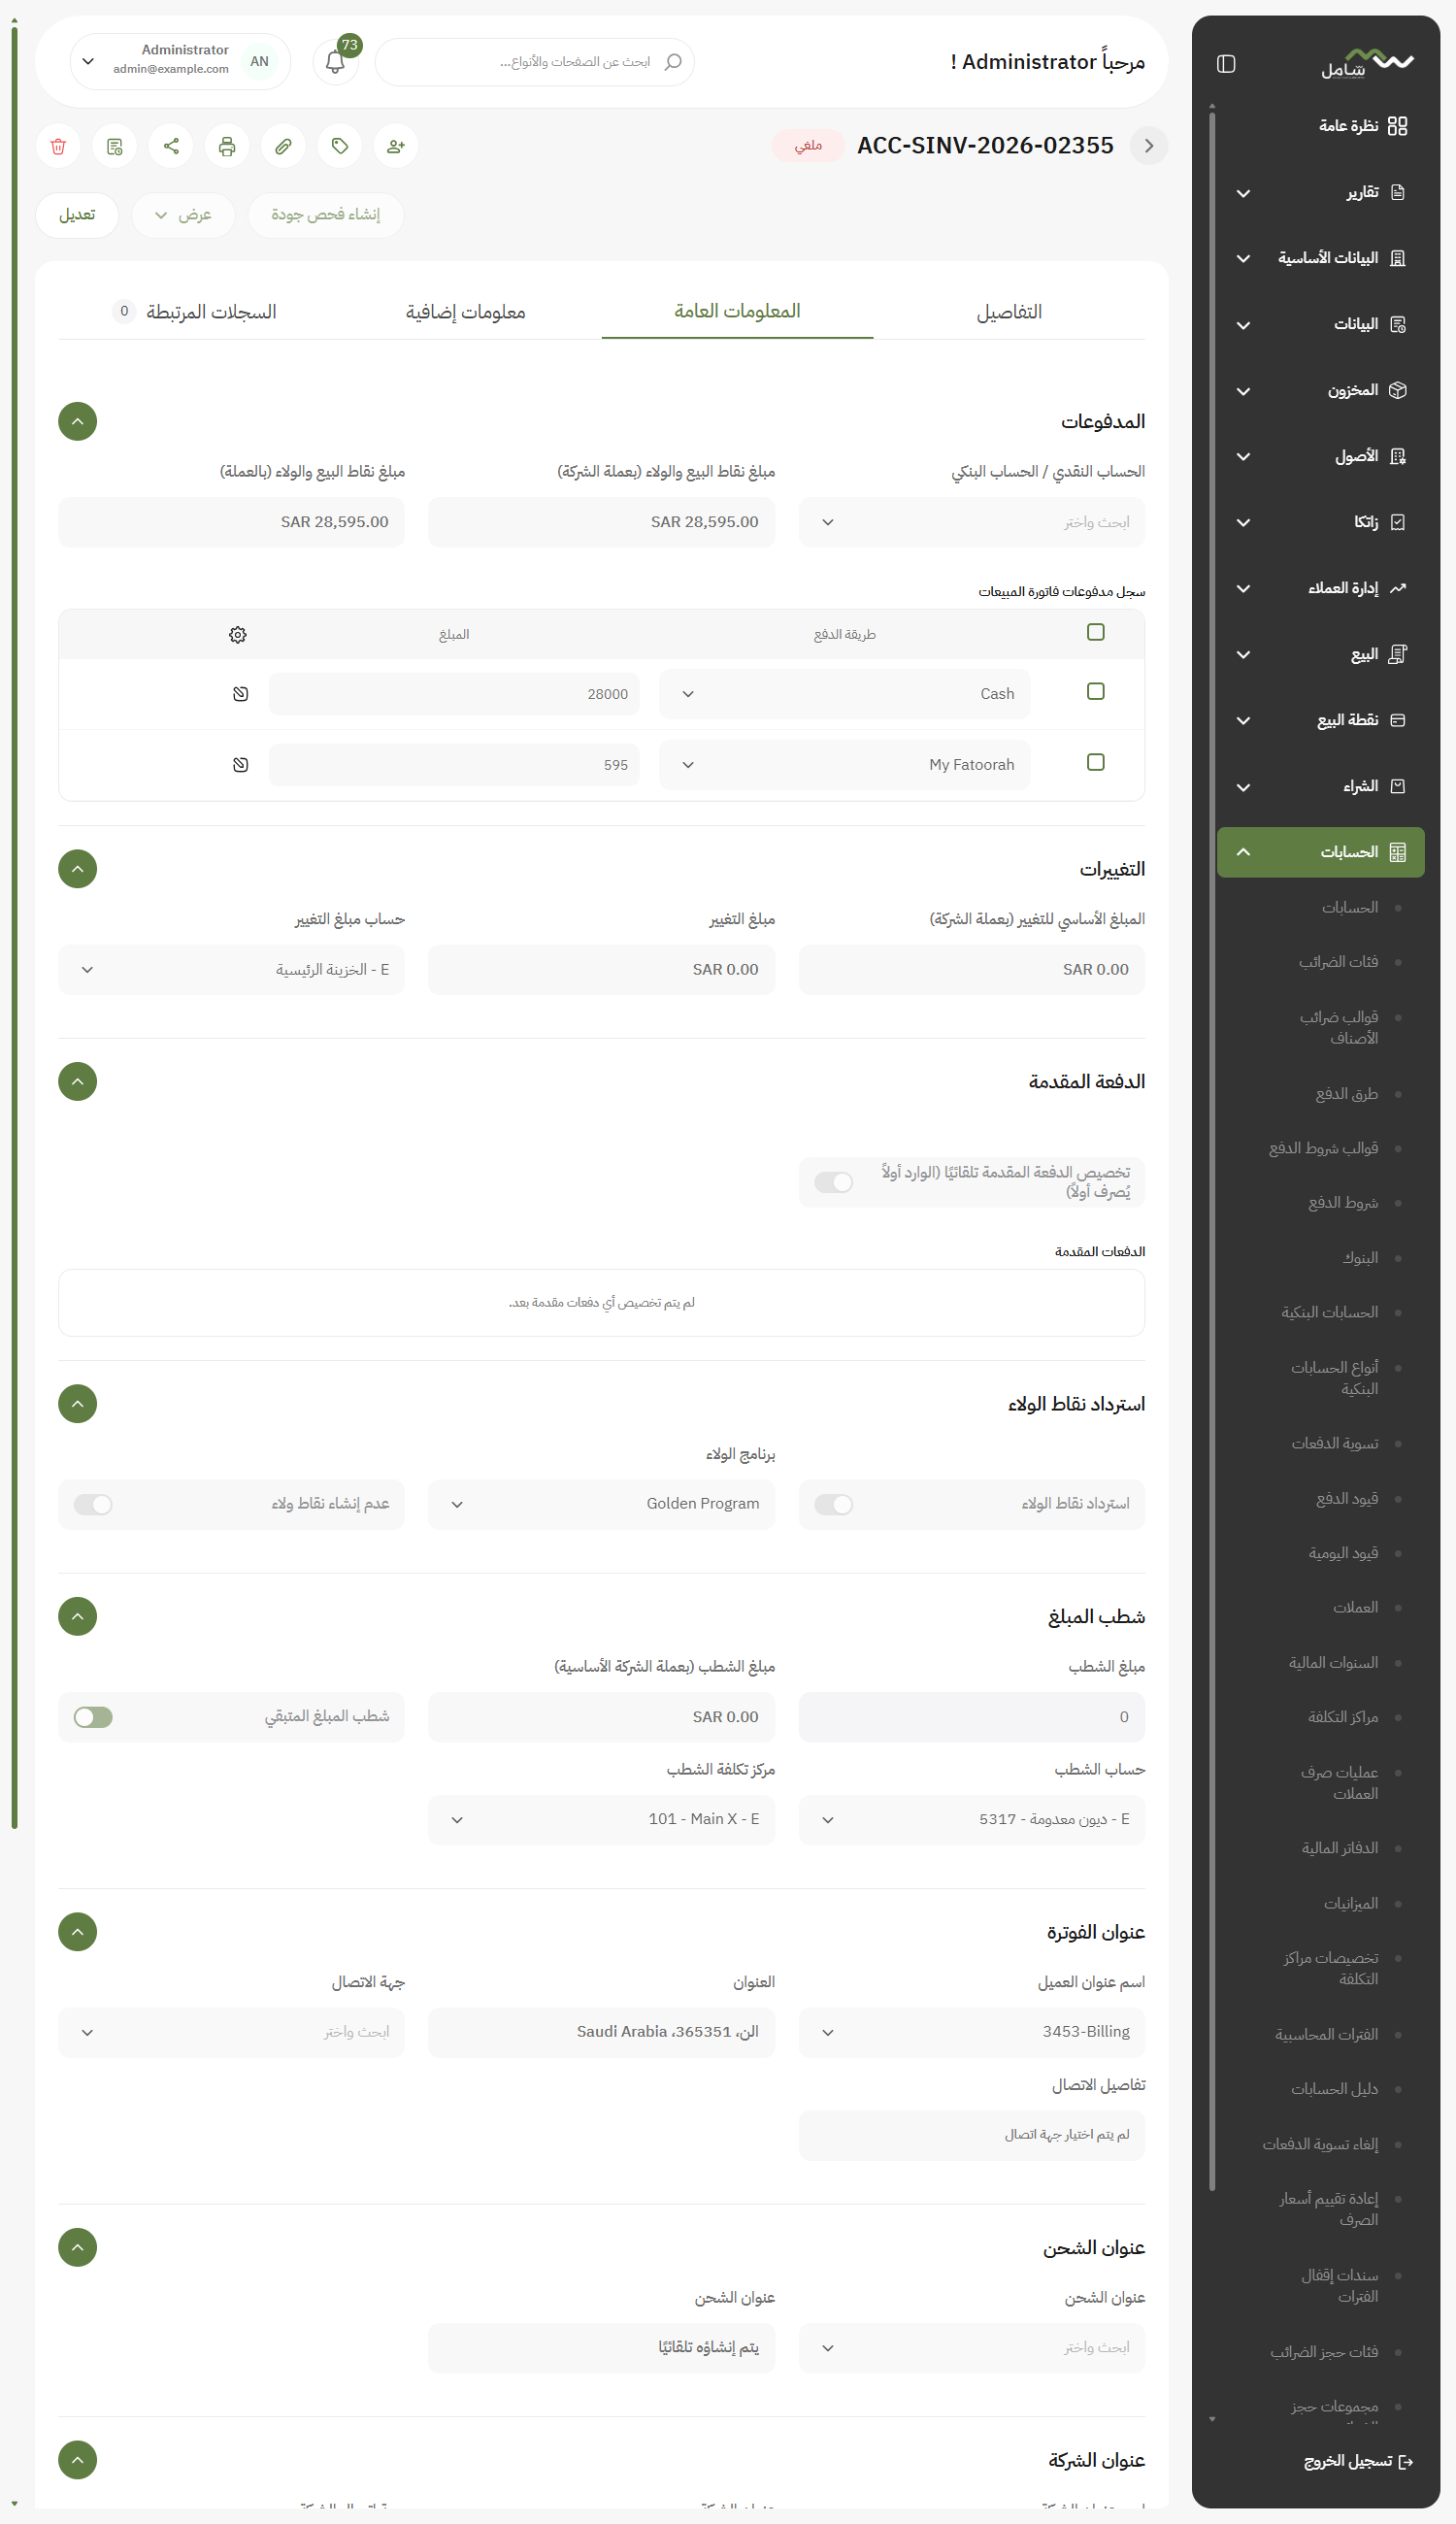 شامل
نظرة عامة
تقارير
البيانات الأساسية
البيانات
المخزون
الأصول
زاتكا
إدارة العملاء
البيع
نقطة البيع
الشراء
الحسابات
الحسابات
فئات الضرائب
قوالب ضرائب
الأصناف
طرق الدفع
قوالب شروط الدفع
شروط الدفع
البنوك
الحسابات البنكية
أنواع الحسابات
البنكية
تسوية الدفعات
قيود الدفع
قيود اليومية
العملات
السنوات المالية
مراكز التكلفة
عمليات صرف
العملات
الدفاتر المالية
الميزانيات
تخصيصات مراكز
التكلفة
الفترات المحاسبية
دليل الحسابات
إلغاء تسوية الدفعات
إعادة تقييم أسعار
الصرف
سندات إقفال
الفترات
فئات حجز الضرائب
مجموعات حجز
تسجيل الخروج
مرحباً Administrator !
ابحث عن الصفحات والأنواع...
73
AN
Administrator
admin@example.com
ACC-SINV-2026-02355
ملغي
إنشاء فحص جودة
عرض
تعديل
التفاصيل
المعلومات العامة
معلومات إضافية
السجلات المرتبطة 0
المدفوعات
الحساب النقدي / الحساب البنكي
مبلغ نقاط البيع والولاء (بعملة الشركة)
مبلغ نقاط البيع والولاء (بالعملة)
ابحث واختر
SAR 28,595.00
SAR 28,595.00
سجل مدفوعات فاتورة المبيعات
طريقة الدفع
المبلغ
Cash
28000
My Fatoorah
595
التغييرات
المبلغ الأساسي للتغيير (بعملة الشركة)
مبلغ التغيير
حساب مبلغ التغيير
SAR 0.00
SAR 0.00
الخزينة الرئيسية - E
الدفعة المقدمة
تخصيص الدفعة المقدمة تلقائيًا (الوارد أولاً
يُصرف أولاً)
الدفعات المقدمة
لم يتم تخصيص أي دفعات مقدمة بعد.
استرداد نقاط الولاء
برنامج الولاء
استرداد نقاط الولاء
Golden Program
عدم إنشاء نقاط ولاء
شطب المبلغ
مبلغ الشطب
مبلغ الشطب (بعملة الشركة الأساسية)
0
SAR 0.00
شطب المبلغ المتبقي
حساب الشطب
مركز تكلفة الشطب
5317 - ديون معدومة - E
101 - Main X - E
عنوان الفوترة
اسم عنوان العميل
العنوان
جهة الاتصال
3453-Billing
الن، 365351، Saudi Arabia
ابحث واختر
تفاصيل الاتصال
لم يتم اختيار جهة اتصال
عنوان الشحن
عنوان الشحن
عنوان الشحن
ابحث واختر
يتم إنشاؤه تلقائيًا
عنوان الشركة